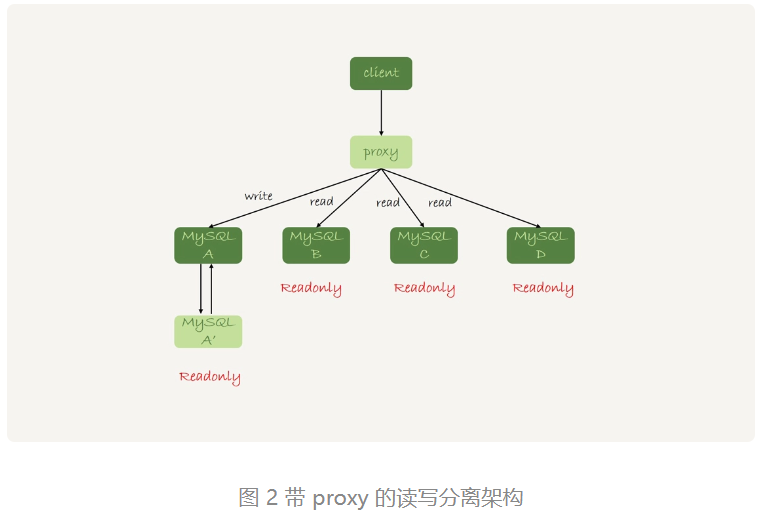 client
proxy
write
read
read
read
MySQL
A
MySQL
B
MySQL
C
MySQL
D
Readonly
Readonly
Readonly
MySQL
A'
Readonly
图 2 带 proxy 的读写分离架构